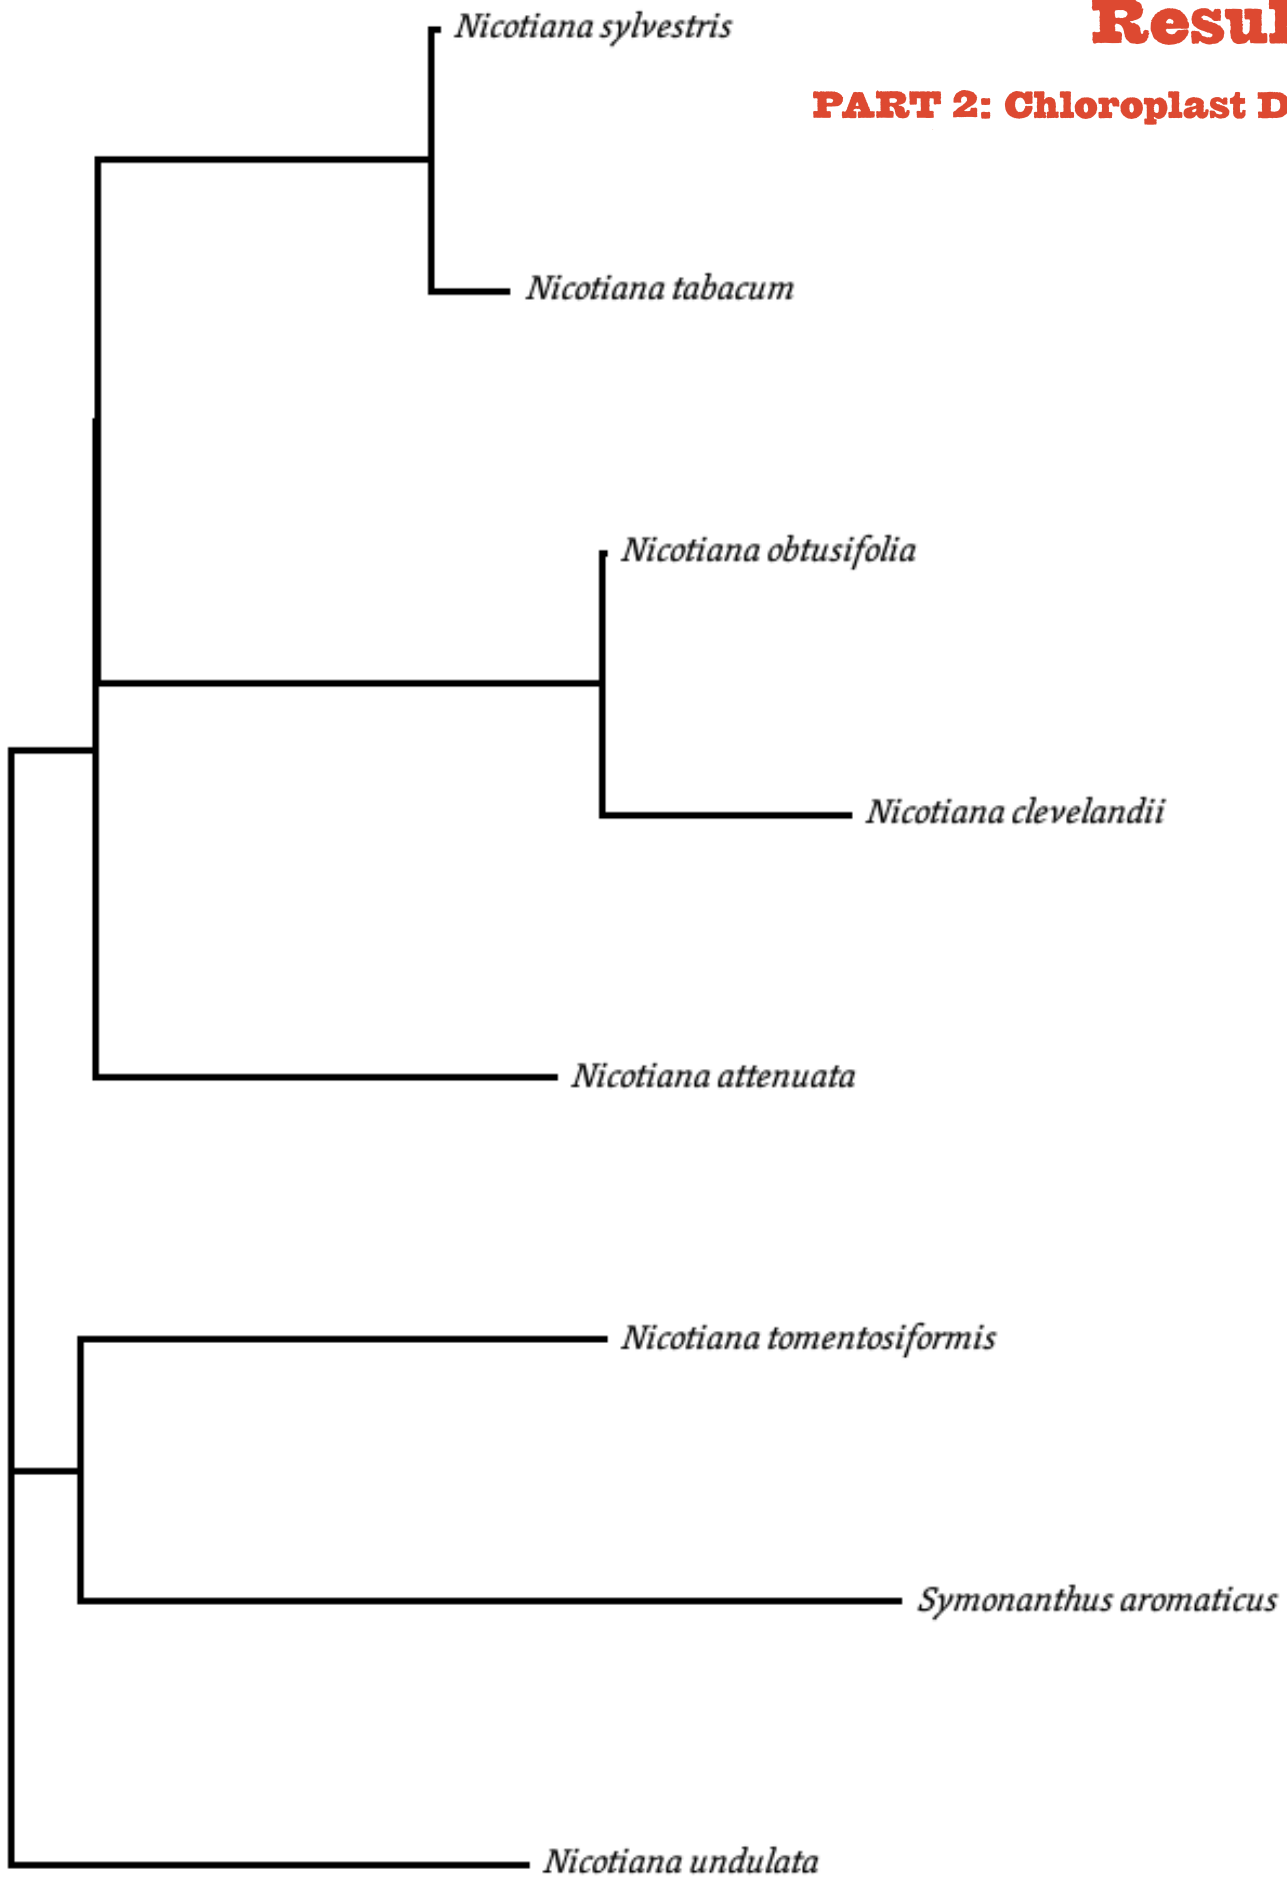 Nicotiana sylvestris
Resul
PART 2: Chloroplast D
Nicotiana tabacum
Nicotiana obtusifolia
Nicotiana clevelandii
Nicotiana attenuata
Nicotiana tomentosiformis
Symonanthus aromaticus
Nicotiana undulata